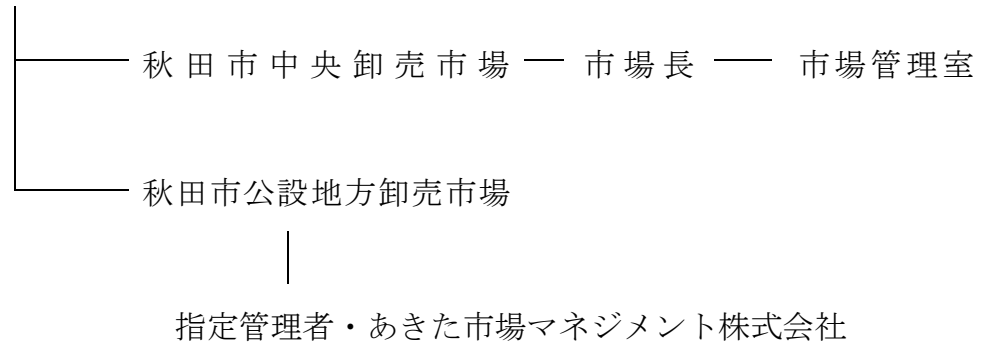 秋田市中央卸売市場 ― 市場長 ― 市場管理室
秋田市公設地方卸売市場
指定管理者・あきた市場マネジメント株式会社